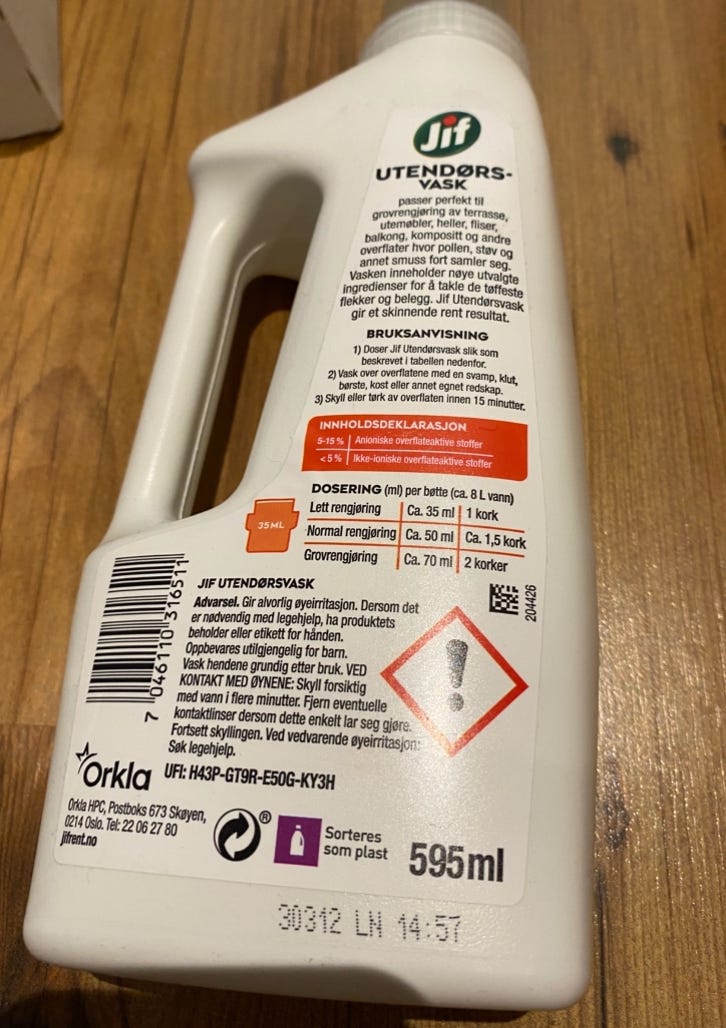 Jif
UTENDØRS-
VASK
passer perfekt til
grovrengjøring av terrasse,
utemøbler, heller, fliser,
balkong, kompositt og andre
overflater hvor pollen, støv og
annet smuss fort samler seg.
Vasken inneholder nøye utvalgte
ingredienser for å takle de tøffeste
flekker og belegg. Jif Utendørsvask
gir et skinnende rent resultat.
BRUKSANVISNING
1) Doser Jif Utendørsvask slik som
beskrevet i tabellen nedenfor.
2) Vask over overflatene med en svamp, klut,
børste, kost eller annet egnet redskap.
3) Skyll eller tørk av overflaten innen 15 minutter.
INNHOLDSDEKLARASJON
5-15 % Anioniske overflateaktive stoffer
<5 % Ikke-ioniske overflateaktive stoffer
DOSERING (ml) per bøtte (ca. 8 L vann)
35 ML
Lett rengjøring Ca. 35 ml 1 kork
Normal rengjøring Ca. 50 ml Ca. 1,5 kork
Grovrengjøring Ca. 70 ml 2 korker
204426
7 046110 316511
JIF UTENDØRSVASK
Advarsel. Gir alvorlig øyeirritasjon. Dersom det
er nødvendig med legehjelp, ha produktets
beholder eller etikett for hånden.
Oppbevares utilgjengelig for barn.
Vask hendene grundig etter bruk. VED
KONTAKT MED ØYNENE: Skyll forsiktig
med vann i flere minutter. Fjern eventuelle
kontaktlinser dersom dette enkelt lar seg gjøre.
Fortsett skyllingen. Ved vedvarende øyeirritasjon:
Søk legehjelp.
Orkla
UFI: H43P-GT9R-E50G-KY3H
Orkla HPC, Postboks 673 Skøyen,
0214 Oslo. Tel: 22 06 27 80
jifrent.no
®
Sorteres
som plast
595ml
30312 LN 14:57